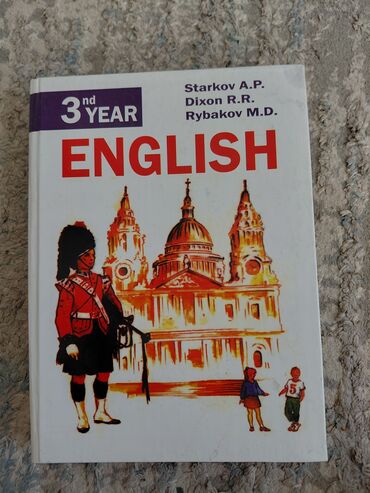 3nd YEAR
Starkov A.P.
Dixon R.R.
Rybakov M.D.
ENGLISH
5